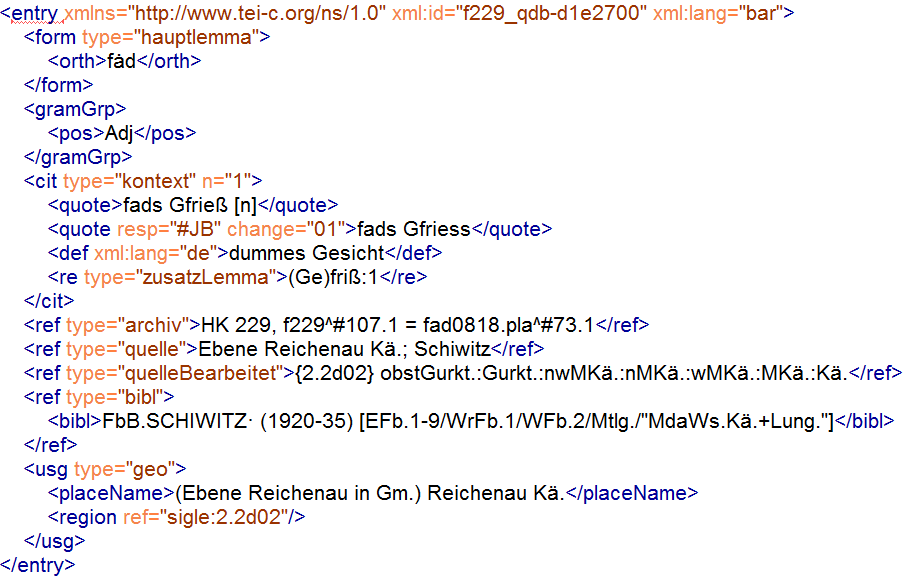 <entry xmlns="http://www.tei-c.org/ns/1.0" xml:id="f229_qdb-d1e2700" xml:lang="bar">
<form type="hauptlemma">
<orth>fȧd</orth>
</form>
<gramGrp>
<pos>Adj</pos>
</gramGrp>
<cit type="kontext" n="1">
<quote>fads Gfrieß [n]</quote>
<quote resp="#JB" change="01">fads Gfriess</quote>
<def xml:lang="de">dummes Gesicht</def>
<re type="zusatzLemma">(Ge)friß:1</re>
</cit>
<ref type="archiv">HK 229, f229^#107.1 = fad0818.pla^#73.1</ref>
<ref type="quelle">Ebene Reichenau Kä.; Schiwitz</ref>
<ref type="quelleBearbeitet">{2.2d02} obstGurkt.:Gurkt.:nwMKä.:nMKä.:wMKä.:MKä.:Kä.</ref>
<ref type="bibl">
<bibl>FbB.SCHIWITZ· (1920-35) [EFb.1-9/WrFb.1/WFb.2/Mtlg./"MdaWs.Kä.+Lung."]</bibl>
</ref>
<usg type="geo">
<placeName>(Ebene Reichenau in Gm.) Reichenau Kä.</placeName>
<region ref="sigle:2.2d02"/>
</usg>
</entry>